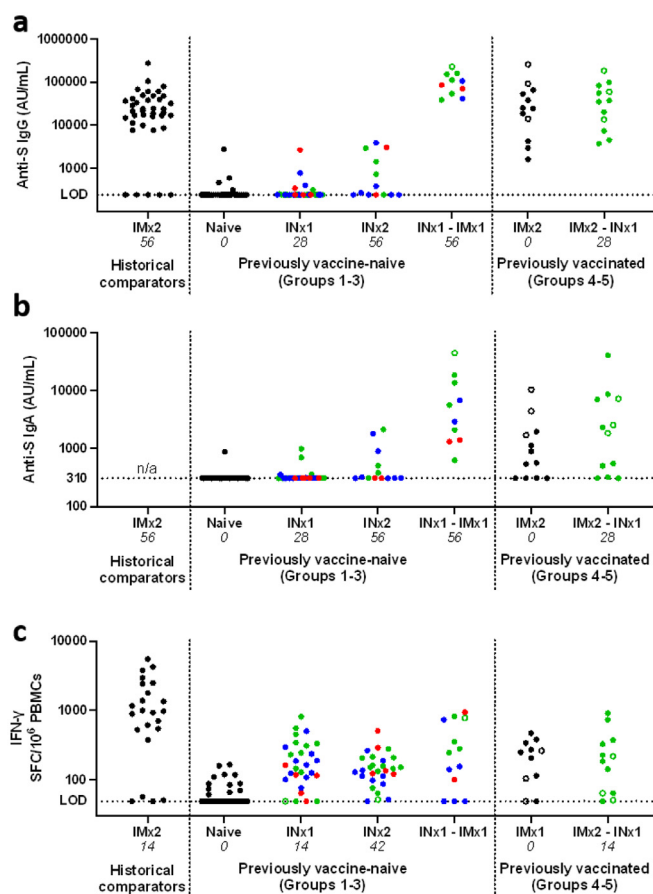 a
Anti-S IgG (AU/mL)
1000000
100000
10000
1000
LOD
IMx2 Naive INx1 INx2 INx1 - IMx1 IMx2 IMx2 - INx1
56 0 28 56 56 0 28
Historical Previously vaccine-naive Previously vaccinated
comparators (Groups 1-3) (Groups 4-5)
b
Anti-S IgA (AU/mL)
100000
10000
1000
310
100
n/a
IMx2 Naive INx1 INx2 INx1 - IMx1 IMx2 IMx2 - INx1
56 0 28 56 56 0 28
Historical Previously vaccine-naive Previously vaccinated
comparators (Groups 1-3) (Groups 4-5)
c
IFN-γ
SFC/10⁶ PBMCs
10000
1000
100
LOD
IMx2 Naive INx1 INx2 INx1 - IMx1 IMx1 IMx2 - INx1
14 0 14 42 0 14
Historical Previously vaccine-naive Previously vaccinated
comparators (Groups 1-3) (Groups 4-5)